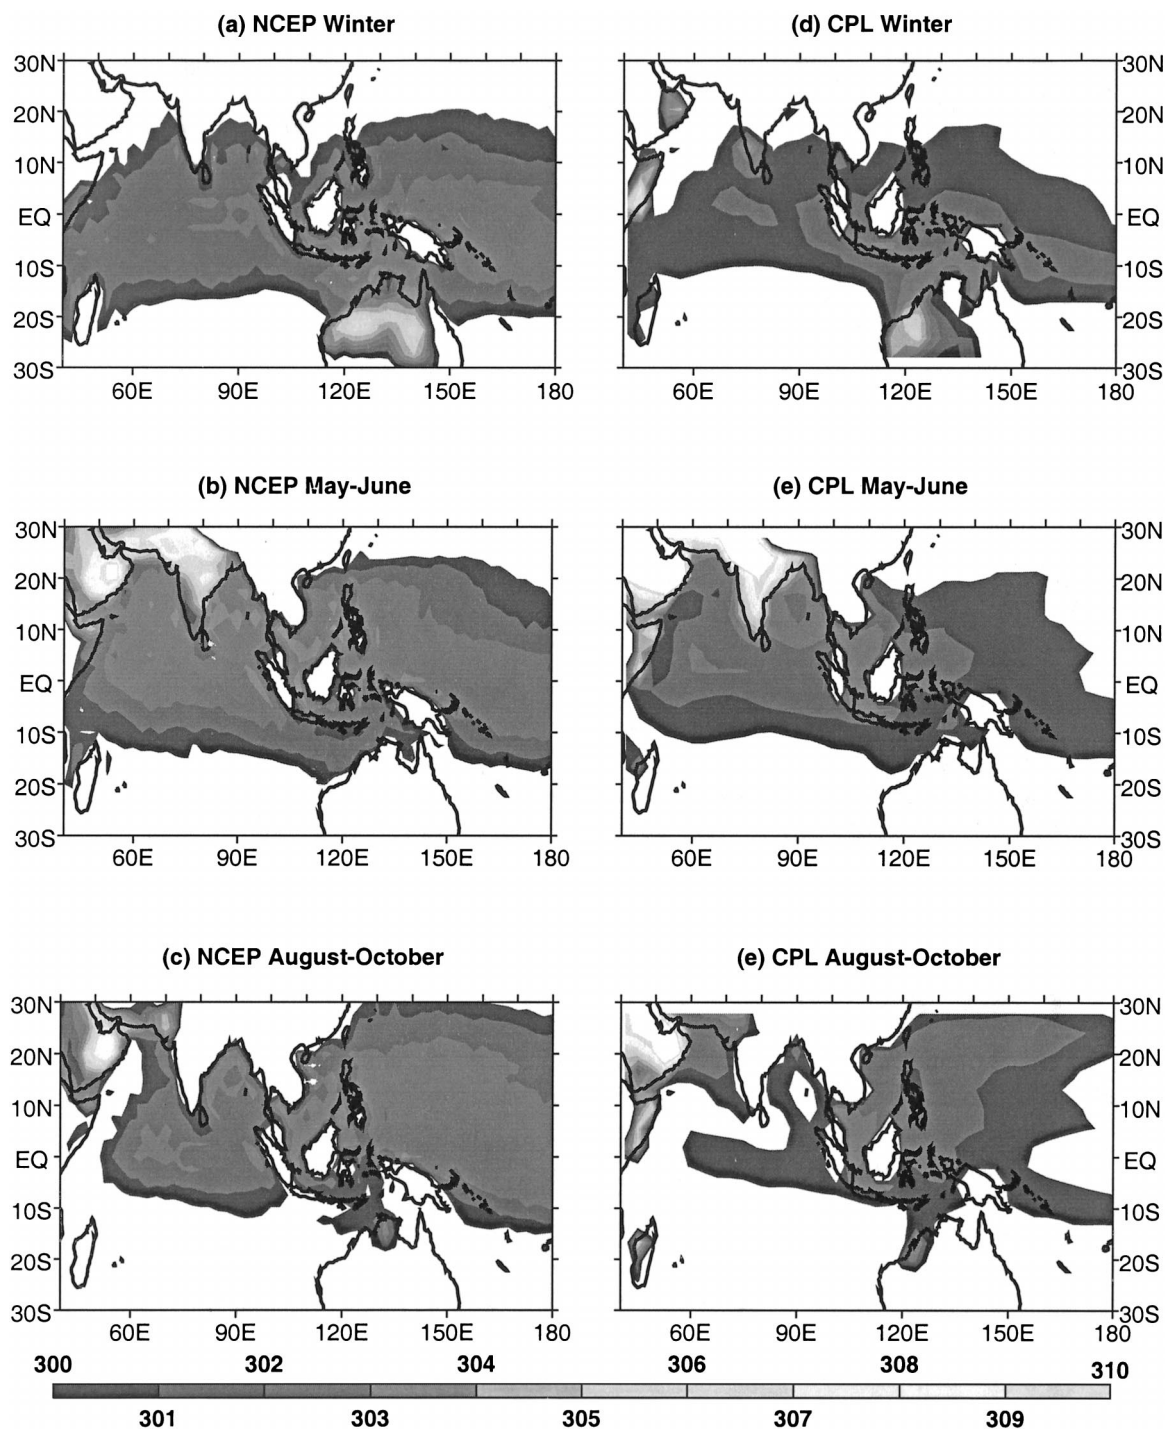 (a) NCEP Winter
30N
20N
10N
EQ
10S
20S
30S
60E 90E 120E 150E 180
(d) CPL Winter
30N
20N
10N
EQ
10S
20S
30S
60E 90E 120E 150E 180
(b) NCEP May-June
30N
20N
10N
EQ
10S
20S
30S
60E 90E 120E 150E 180
(e) CPL May-June
30N
20N
10N
EQ
10S
20S
30S
60E 90E 120E 150E 180
(c) NCEP August-October
30N
20N
10N
EQ
10S
20S
30S
60E 90E 120E 150E 180
(e) CPL August-October
30N
20N
10N
EQ
10S
20S
30S
60E 90E 120E 150E 180
300 302 304 306 308 310
301 303 305 307 309